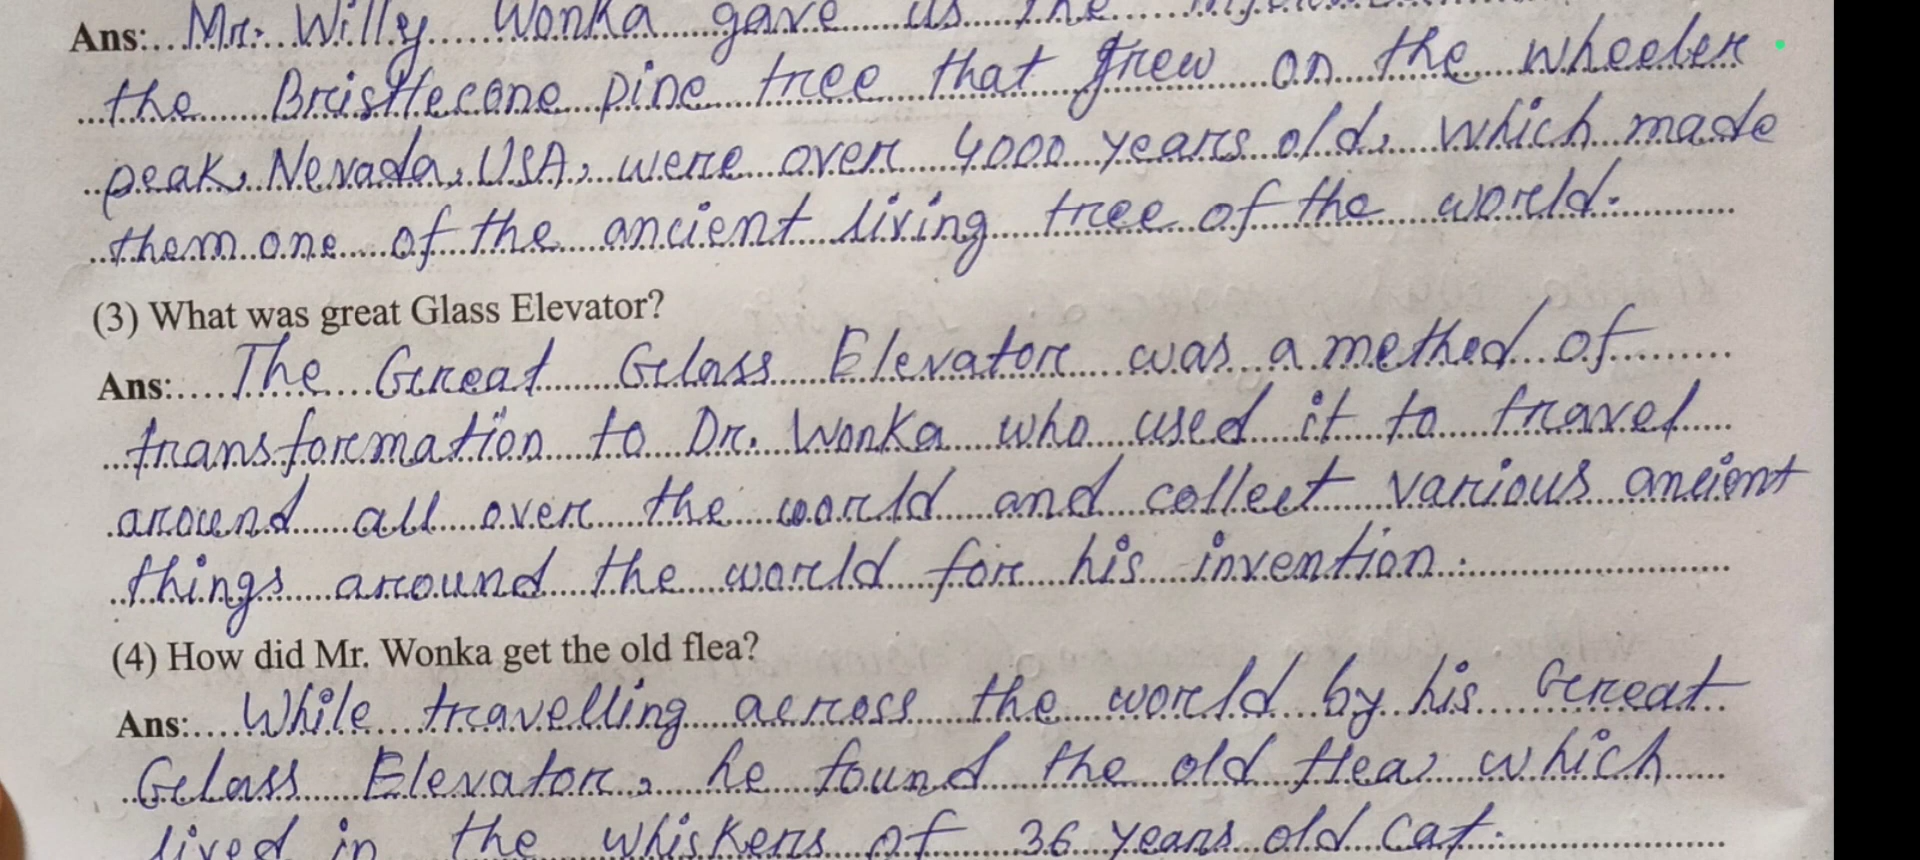 Ans: Mr. Willy Wonka gave us the
the Bristlecone pine tree that grew on the wheeler
peak, Nevada, USA, were over 4000 years old, which made
them one of the ancient living tree of the world.
(3) What was great Glass Elevator?
Ans: The Great Glass Elevator was a method of
transformation to Dr. Wonka who used it to travel
around all over the world and collect various ancient
things around the world for his invention.
(4) How did Mr. Wonka get the old flea?
Ans: While travelling across the world by his Great
Glass Elevator, he found the old flea, which
lived in the whiskers of 36 years old cat.